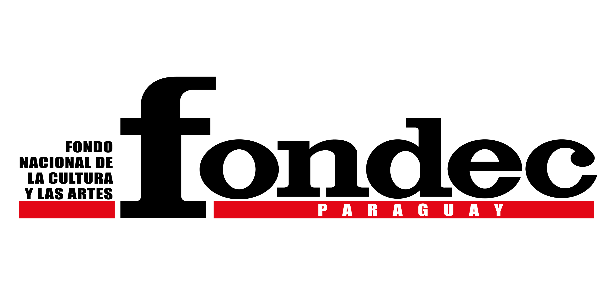 FONDO
NACIONAL DE
LA CULTURA
Y LAS ARTES
fondec
PARAGUAY